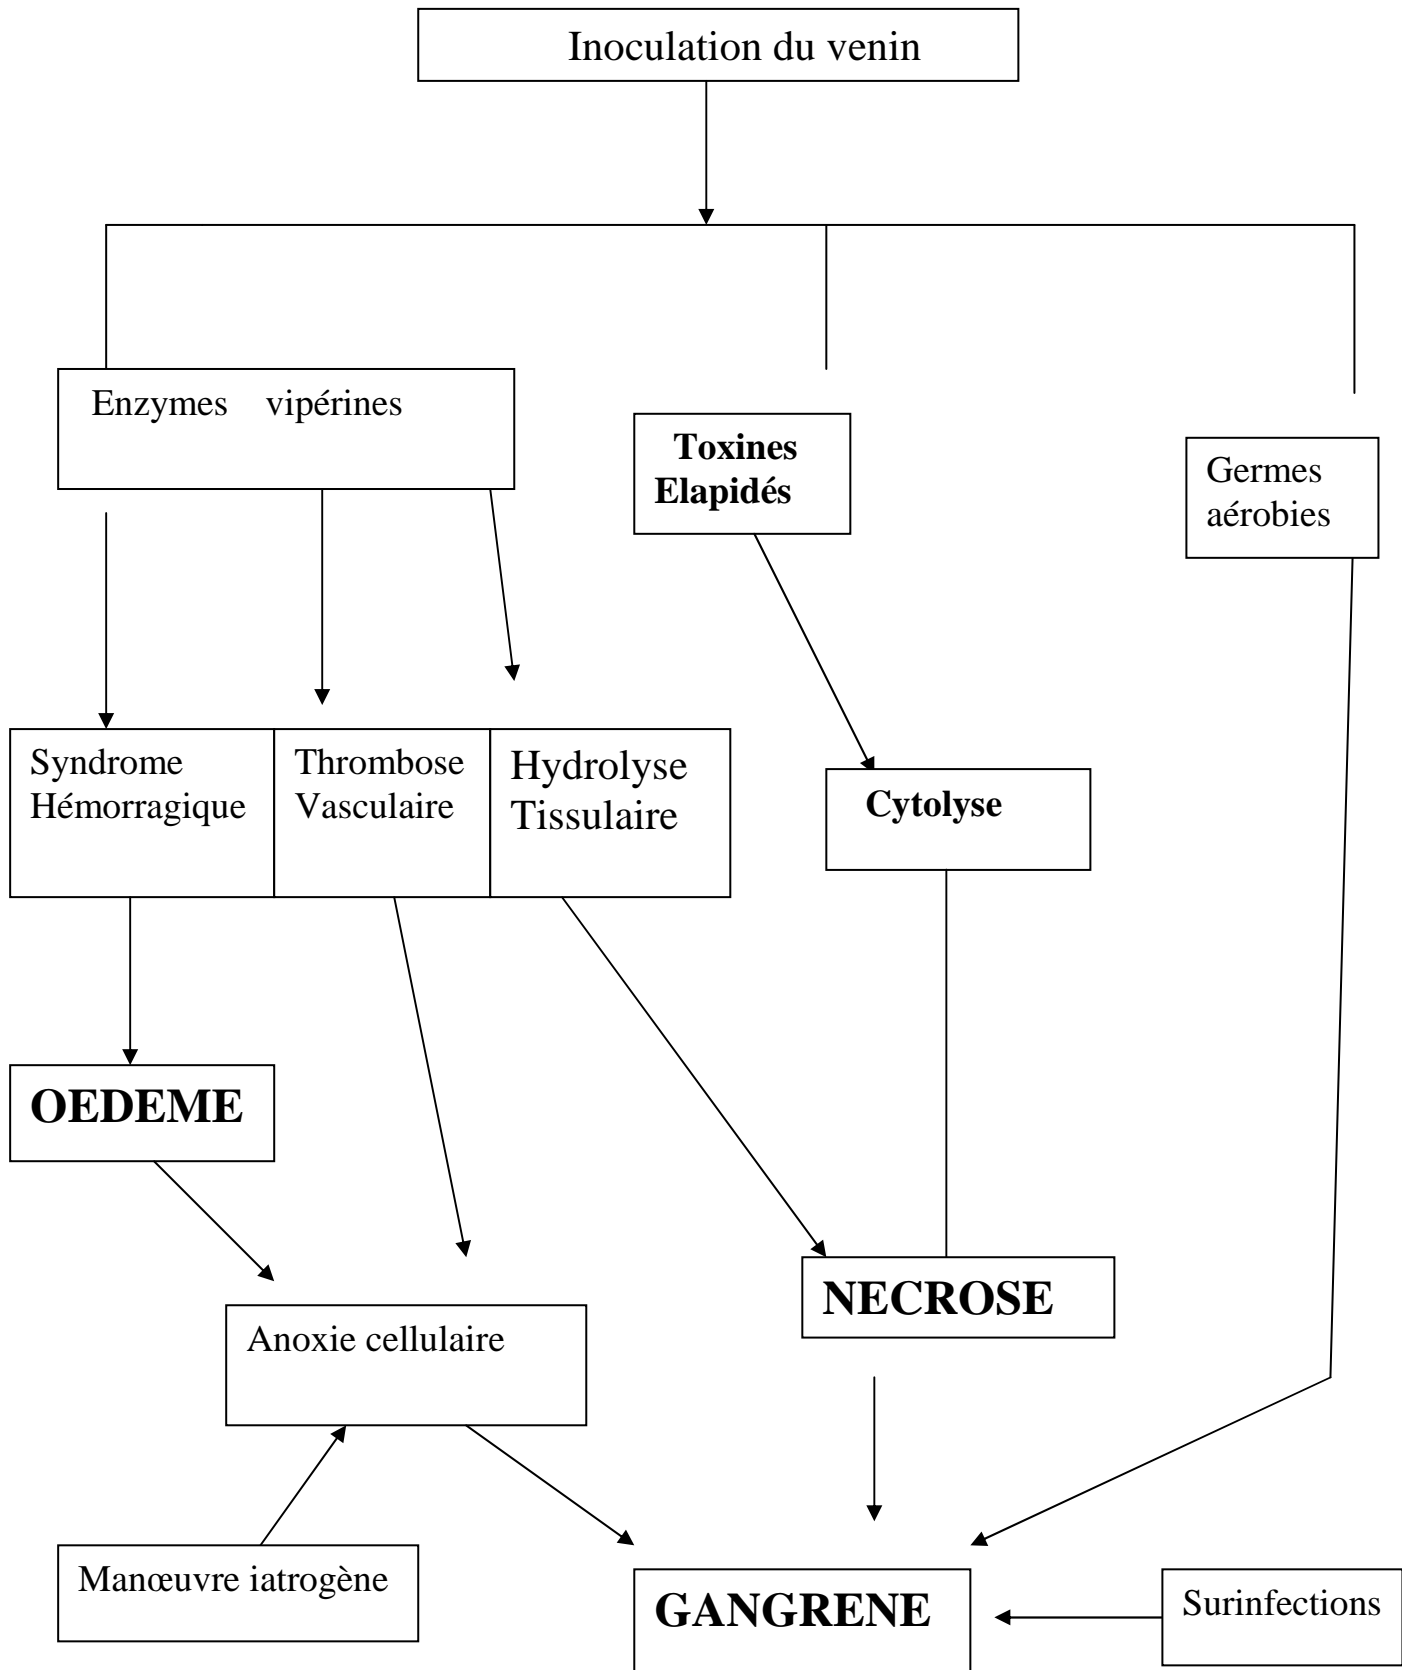 Inoculation du venin
Enzymes vipérines
Toxines
Elapidés
Germes
aérobies
Syndrome
Hémorragique
Thrombose
Vasculaire
Hydrolyse
Tissulaire
Cytolyse
OEDEME
NECROSE
Anoxie cellulaire
Manœuvre iatrogène
GANGRENE
Surinfections